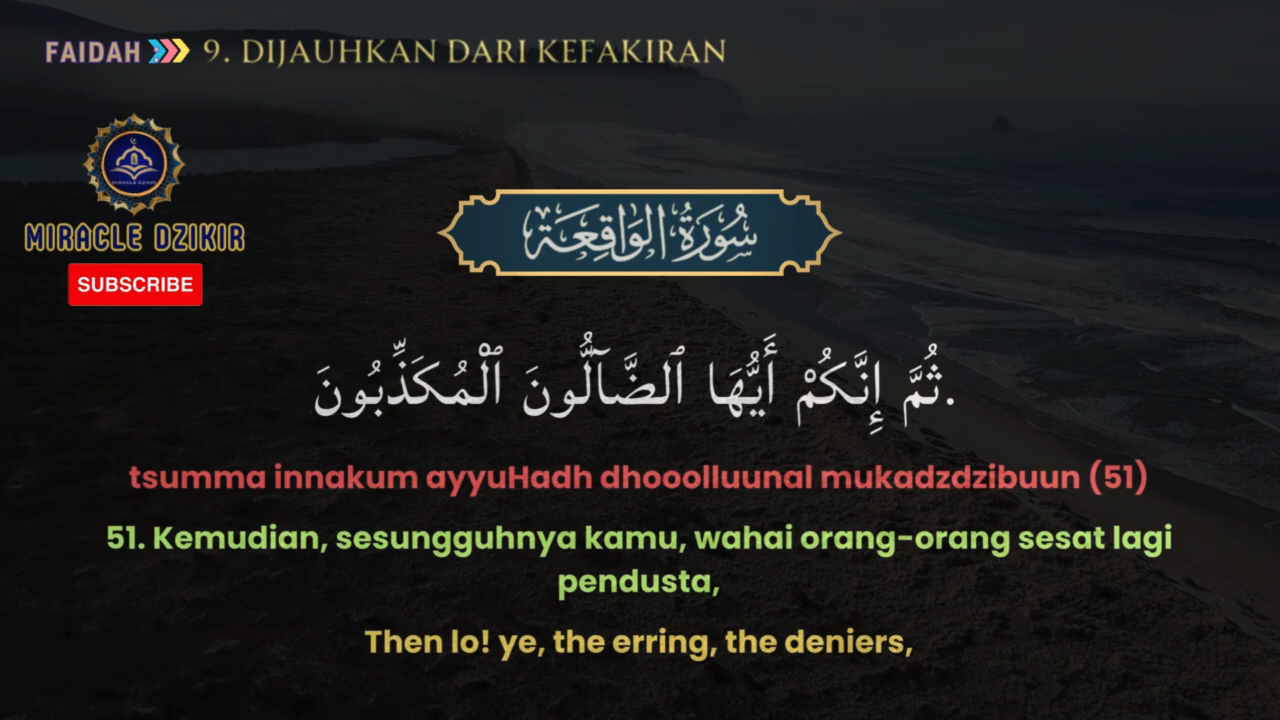 FAIDAH 9. DIJAUHKAN DARI KEFAKIRAN
MIRACLE DZIKIR
MIRACLE DZIKIR
SUBSCRIBE
سُورَةُ الوَاقِعَة
ثُمَّ إِنَّكُمْ أَيُّهَا ٱلضَّآلُّونَ ٱلْمُكَذِّبُونَ.
tsumma innakum ayyuHadh dhooolluunal mukadzdzibuun (51)
51. Kemudian, sesungguhnya kamu, wahai orang-orang sesat lagi
pendusta,
Then lo! ye, the erring, the deniers,